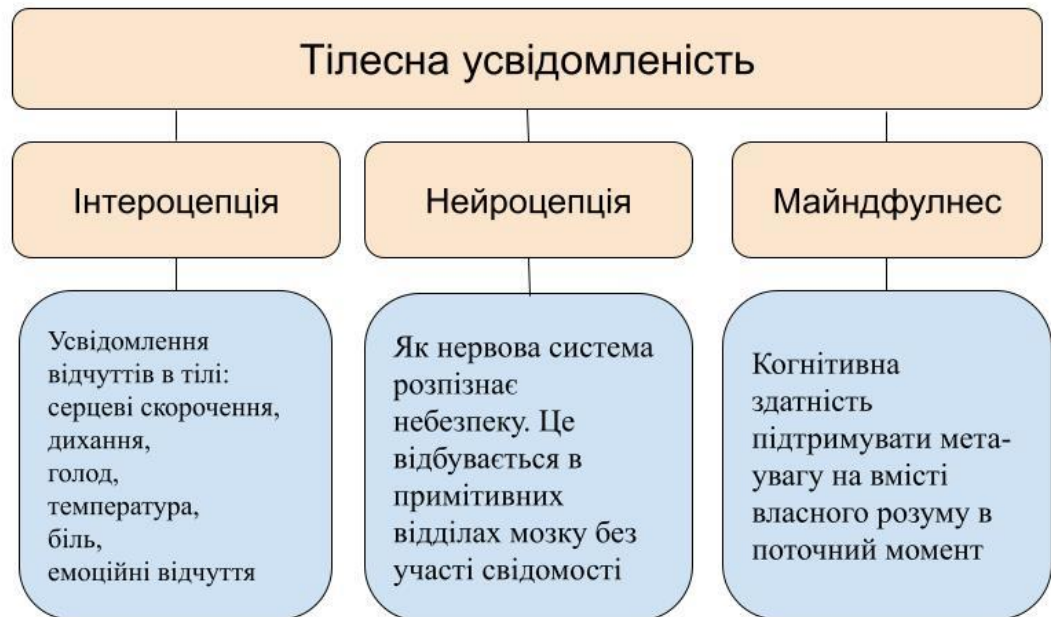 Тілесна усвідомленість
Інтероцепція
Нейроцепція
Майндфулнес
Усвідомлення
відчуттів в тілі:
серцеві скорочення,
дихання,
голод,
температура,
біль,
емоційні відчуття
Як нервова система
розпізнає
небезпеку. Це
відбувається в
примітивних
відділах мозку без
участі свідомості
Когнітивна
здатність
підтримувати мета-
увагу на вмісті
власного розуму в
поточний момент